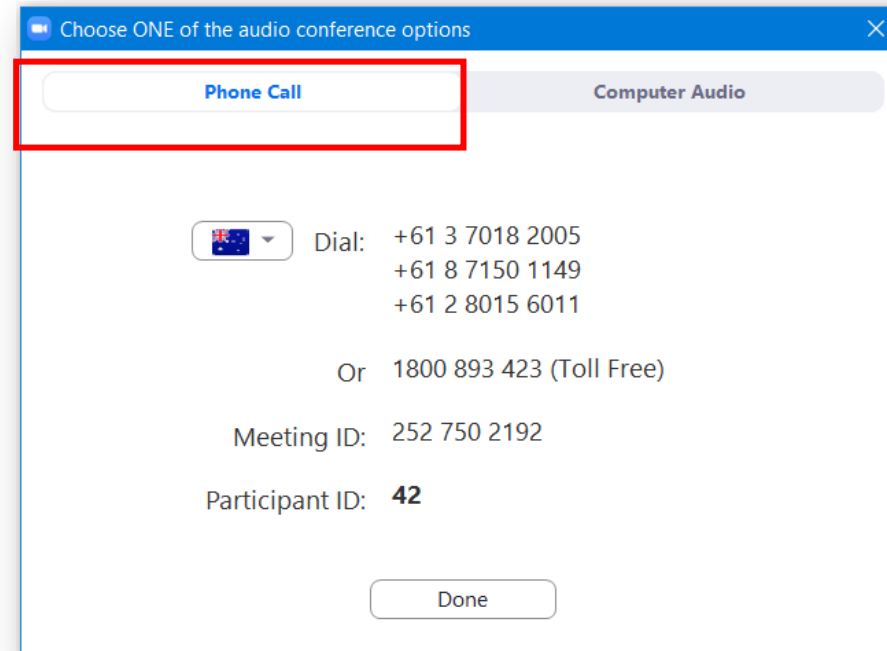 Choose ONE of the audio conference options
Phone Call Computer Audio
Dial: +61 3 7018 2005
+61 8 7150 1149
+61 2 8015 6011
Or 1800 893 423 (Toll Free)
Meeting ID: 252 750 2192
Participant ID: 42
Done